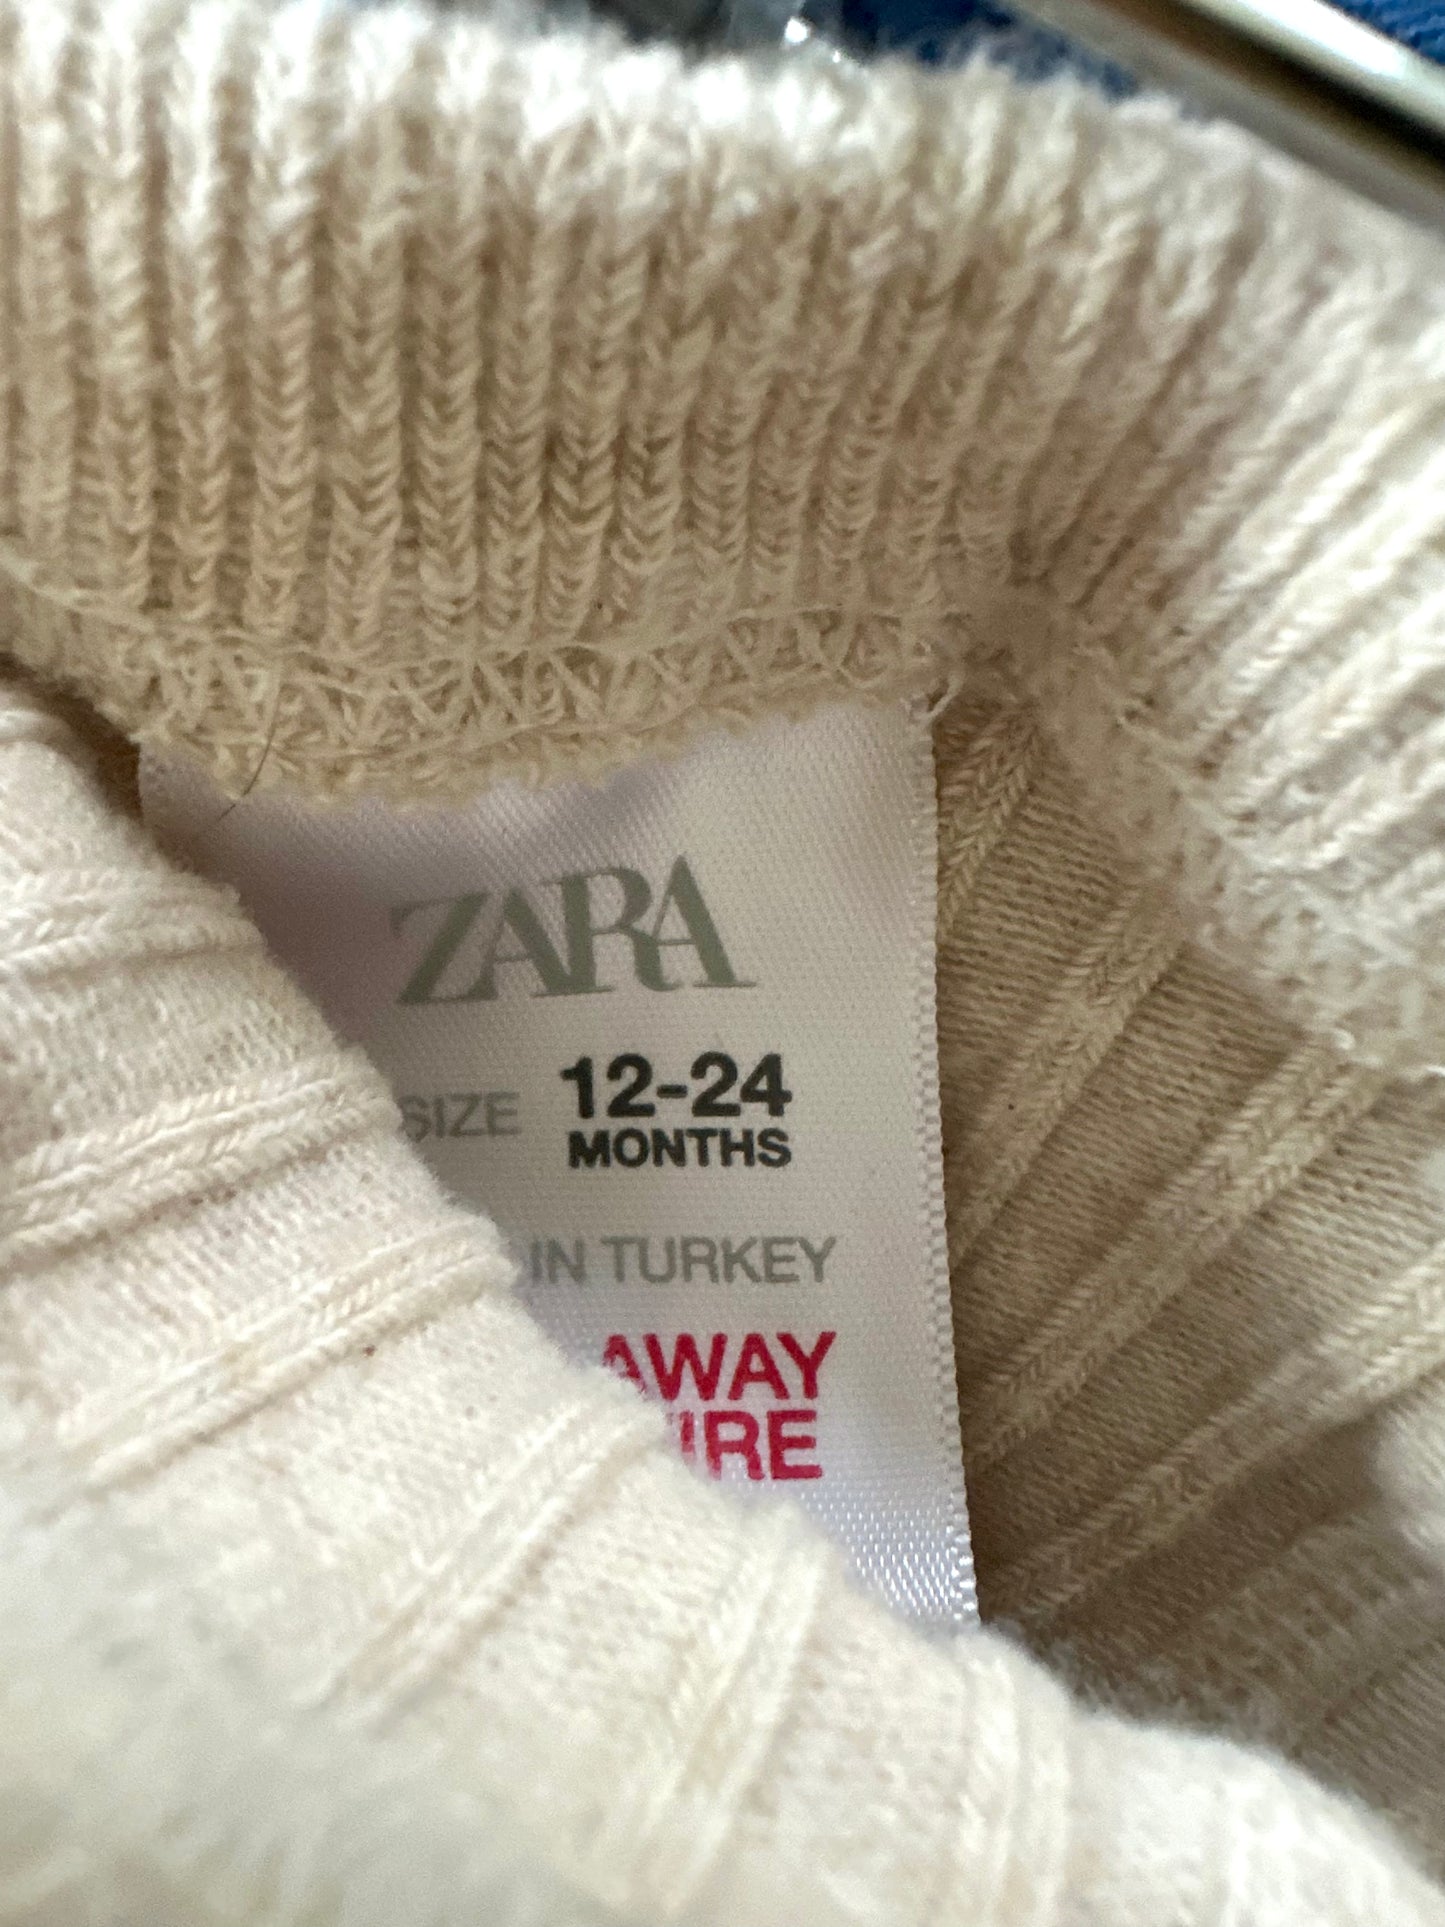 ZARA
SIZE 12-24
MONTHS
IN TURKEY
AWAY
IRE